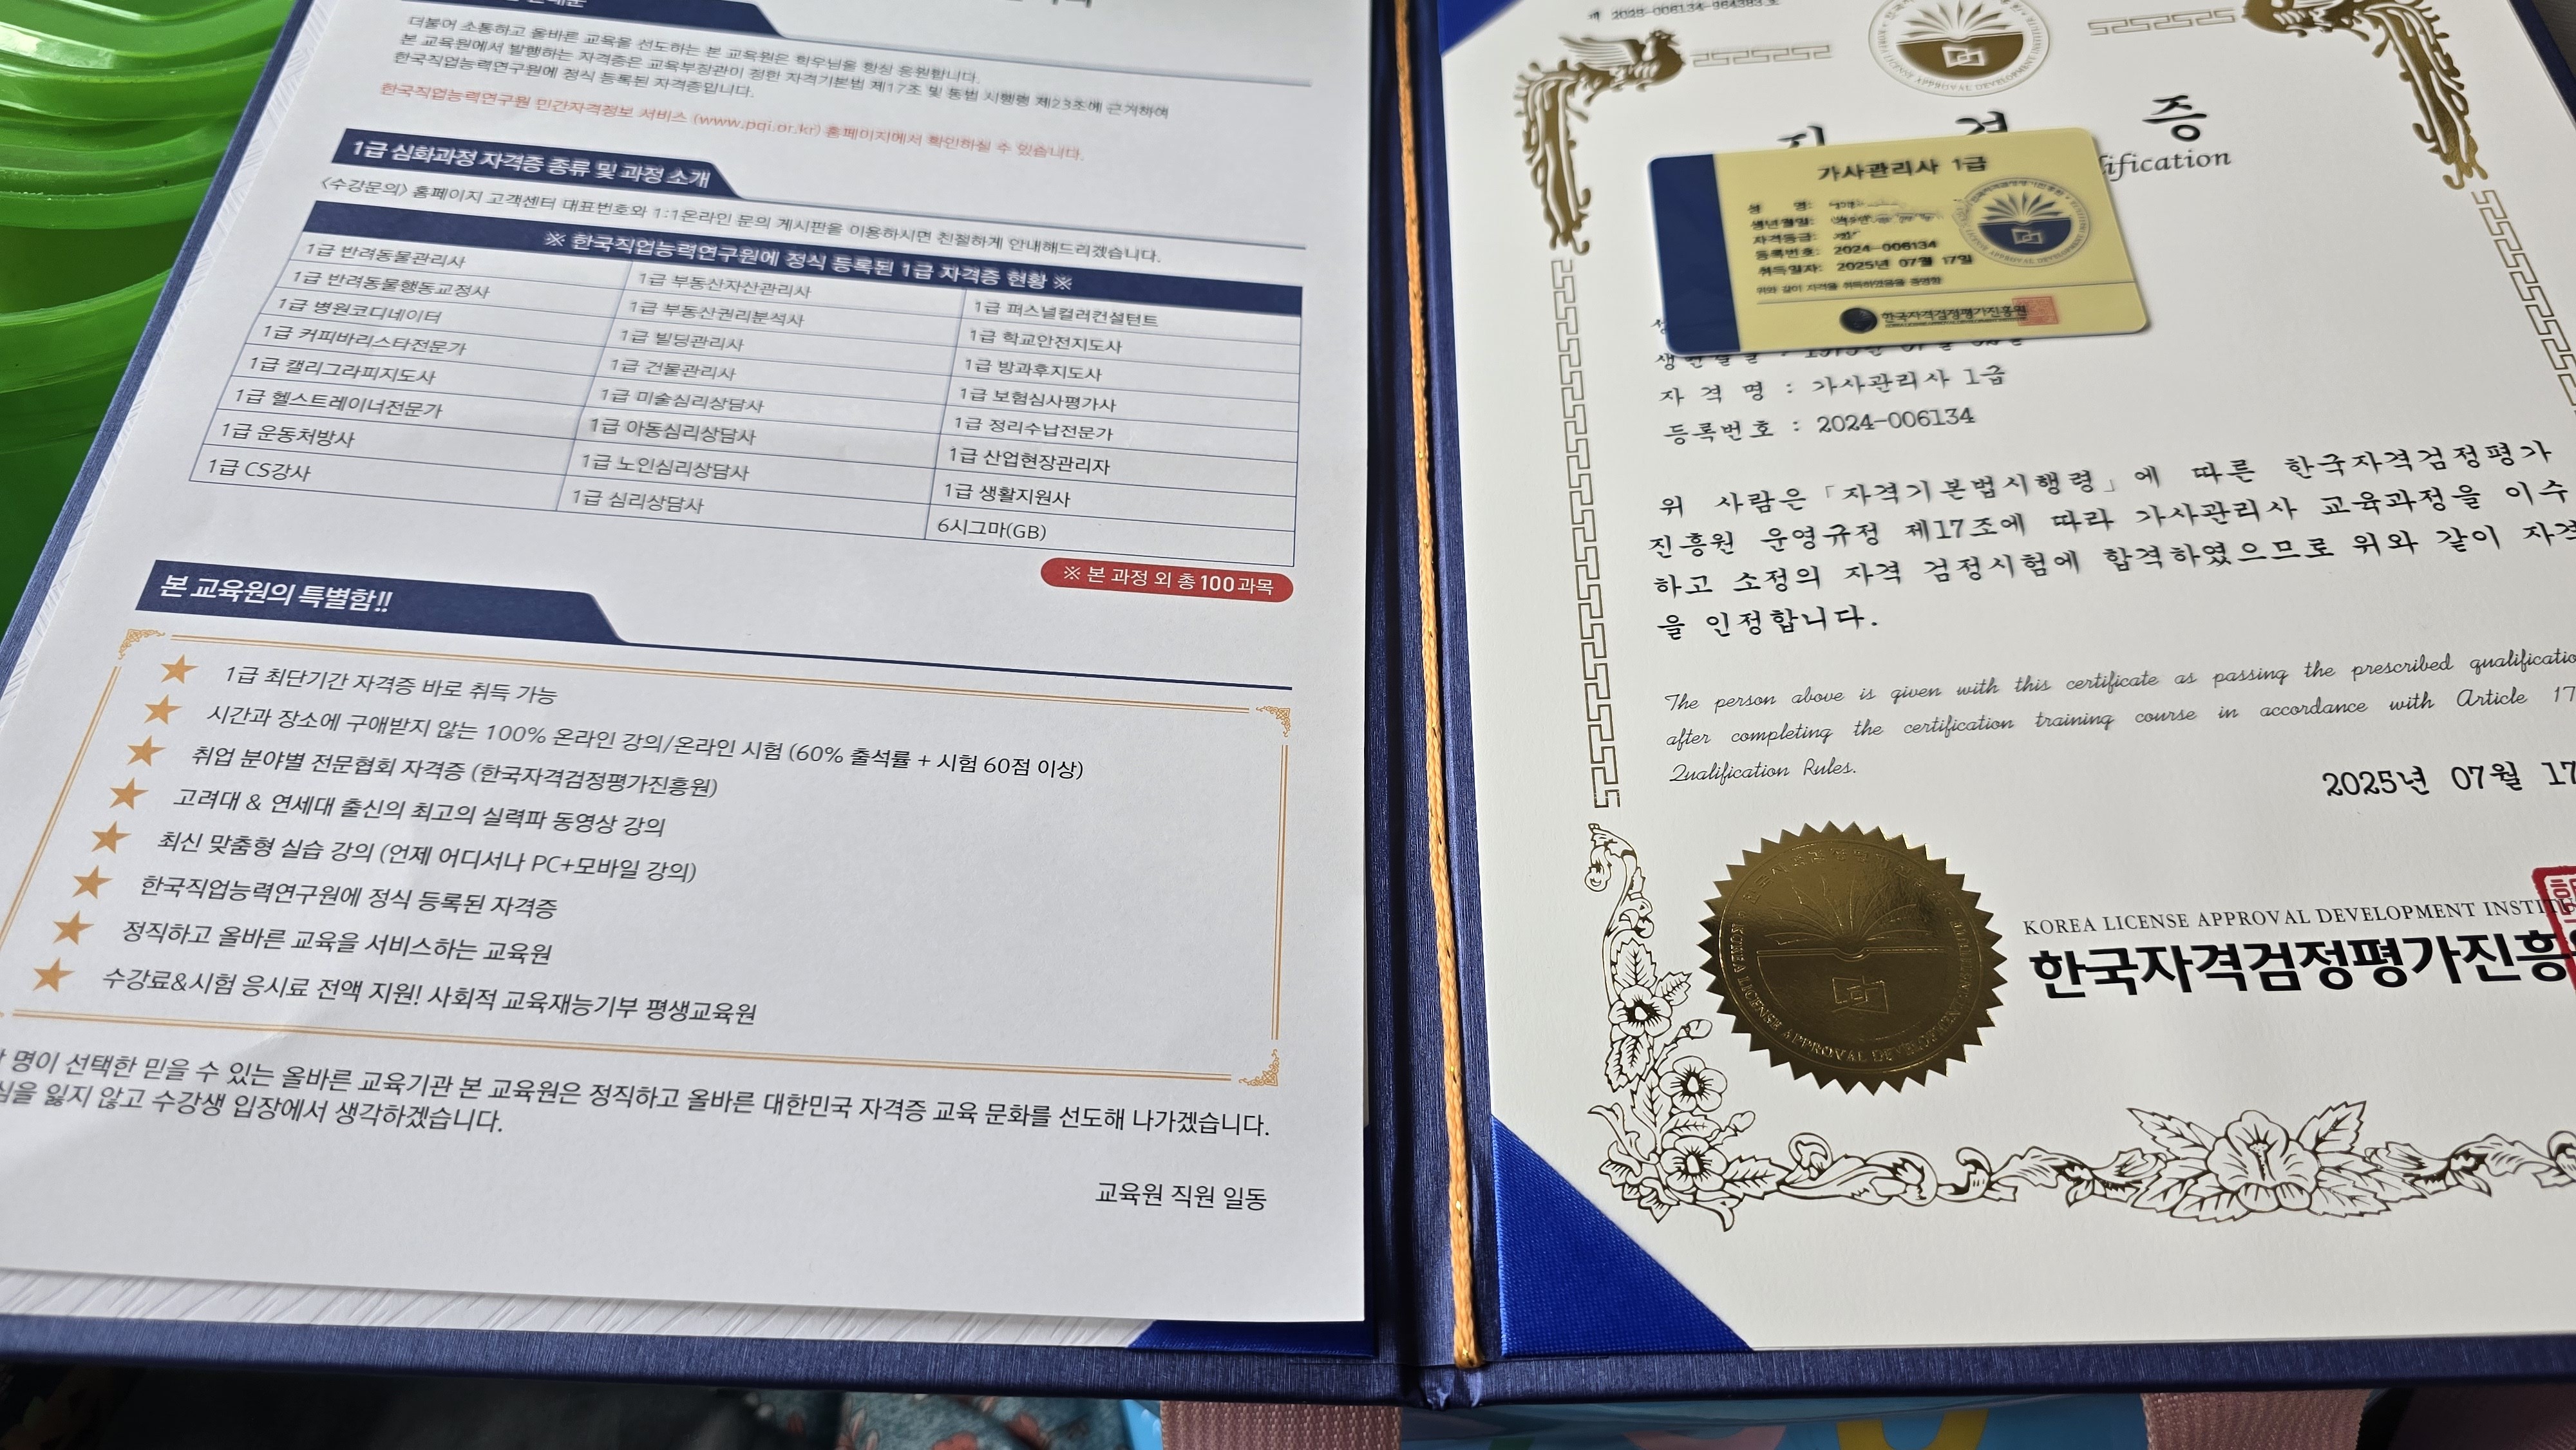 더불어 소통하고 올바른 교육을 선도하는 본 교육원은 학우님을 항상 응원합니다.
본 교육원에서 발행하는 자격증은 교육부장관이 정한 자격기본법 제17조 및 동법 시행령 제23조에 근거하여
한국직업능력연구원에 정식 등록된 자격증입니다.
한국직업능력연구원 민간자격정보 서비스 (www.pqi.or.kr) 홈페이지에서 확인하실 수 있습니다.
1급 심화과정 자격증 종류 및 과정 소개
<수강문의> 홈페이지 고객센터 대표번호와 1:1온라인 문의 게시판을 이용하시면 친절하게 안내해드리겠습니다.
※ 한국직업능력연구원에 정식 등록된 1급 자격증 현황 ※
1급 반려동물관리사
1급 부동산자산관리사
1급 퍼스널컬러컨설턴트
1급 반려동물행동교정사
1급 부동산권리분석사
1급 학교안전지도사
1급 병원코디네이터
1급 빌딩관리사
1급 방과후지도사
1급 커피바리스타전문가
1급 건물관리사
1급 보험심사평가사
1급 캘리그라피지도사
1급 미술심리상담사
1급 정리수납전문가
1급 헬스트레이너전문가
1급 아동심리상담사
1급 산업현장관리자
1급 운동처방사
1급 노인심리상담사
1급 생활지원사
1급 CS강사
1급 심리상담사
6시그마(GB)
※ 본 과정 외 총 100과목
본 교육원의 특별함!!
1급 최단기간 자격증 바로 취득 가능
시간과 장소에 구애받지 않는 100% 온라인 강의/온라인 시험 (60% 출석률 + 시험 60점 이상)
취업 분야별 전문협회 자격증 (한국자격검정평가진흥원)
고려대 & 연세대 출신의 최고의 실력파 동영상 강의
최신 맞춤형 실습 강의 (언제 어디서나 PC+모바일 강의)
한국직업능력연구원에 정식 등록된 자격증
정직하고 올바른 교육을 서비스하는 교육원
수강료&시험 응시료 전액 지원! 사회적 교육재능기부 평생교육원
명이 선택한 믿을 수 있는 올바른 교육기관 본 교육원은 정직하고 올바른 대한민국 자격증 교육 문화를 선도해 나가겠습니다.
잃지 않고 수강생 입장에서 생각하겠습니다.
교육원 직원 일동
가사관리사 1급
성 명:
생년월일:
자격등급:
등록번호: 2024-006134
취득일자: 2025년 07월 17일
위와 같이 자격을 취득하였음을 증명함
한국자격검정평가진흥원
자 격 명 : 가사관리사 1급
등록번호 : 2024-006134
위 사람은「자격기본법시행령」에 따른 한국자격검정평가
진흥원 운영규정 제17조에 따라 가사관리사 교육과정을 이수
하고 소정의 자격 검정시험에 합격하였으므로 위와 같이 자격
을 인정합니다.
The person above is given with this certificate as passing the prescribed
after completing the certification training course in accordance with Article 17
Qualification Rules.
2025년 07월 17
KOREA LICENSE APPROVAL DEVELOPMENT
한국자격검정평가진흥
KOREA LICENSE APPROVAL DEVELOPMENT